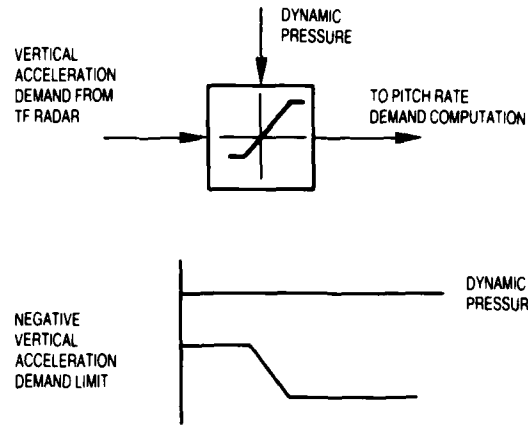 DYNAMIC
PRESSURE
VERTICAL
ACCELERATION
DEMAND FROM
TF RADAR
TO PITCH RATE
DEMAND COMPUTATION
DYNAMIC
PRESSURE
NEGATIVE
VERTICAL
ACCELERATION
DEMAND LIMIT